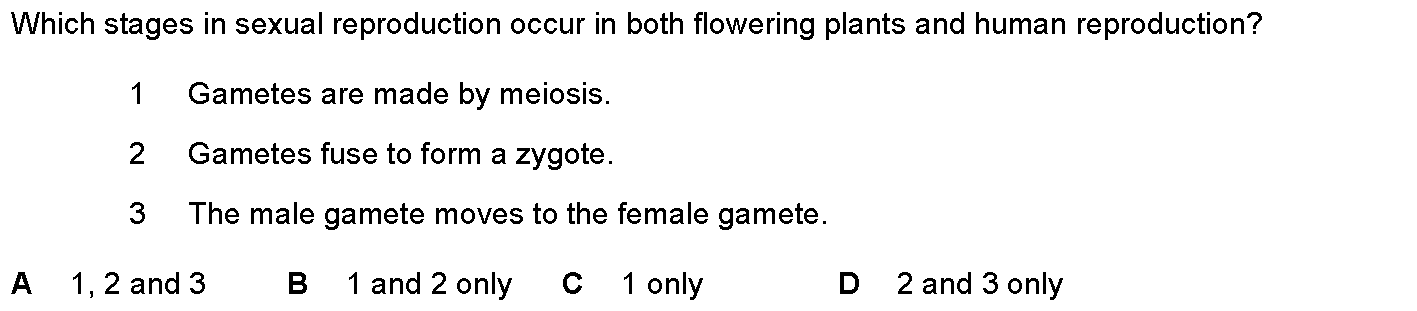 Which stages in sexual reproduction occur in both flowering plants and human reproduction?
1 Gametes are made by meiosis.
2 Gametes fuse to form a zygote.
3 The male gamete moves to the female gamete.
A 1, 2 and 3 B 1 and 2 only C 1 only D 2 and 3 only